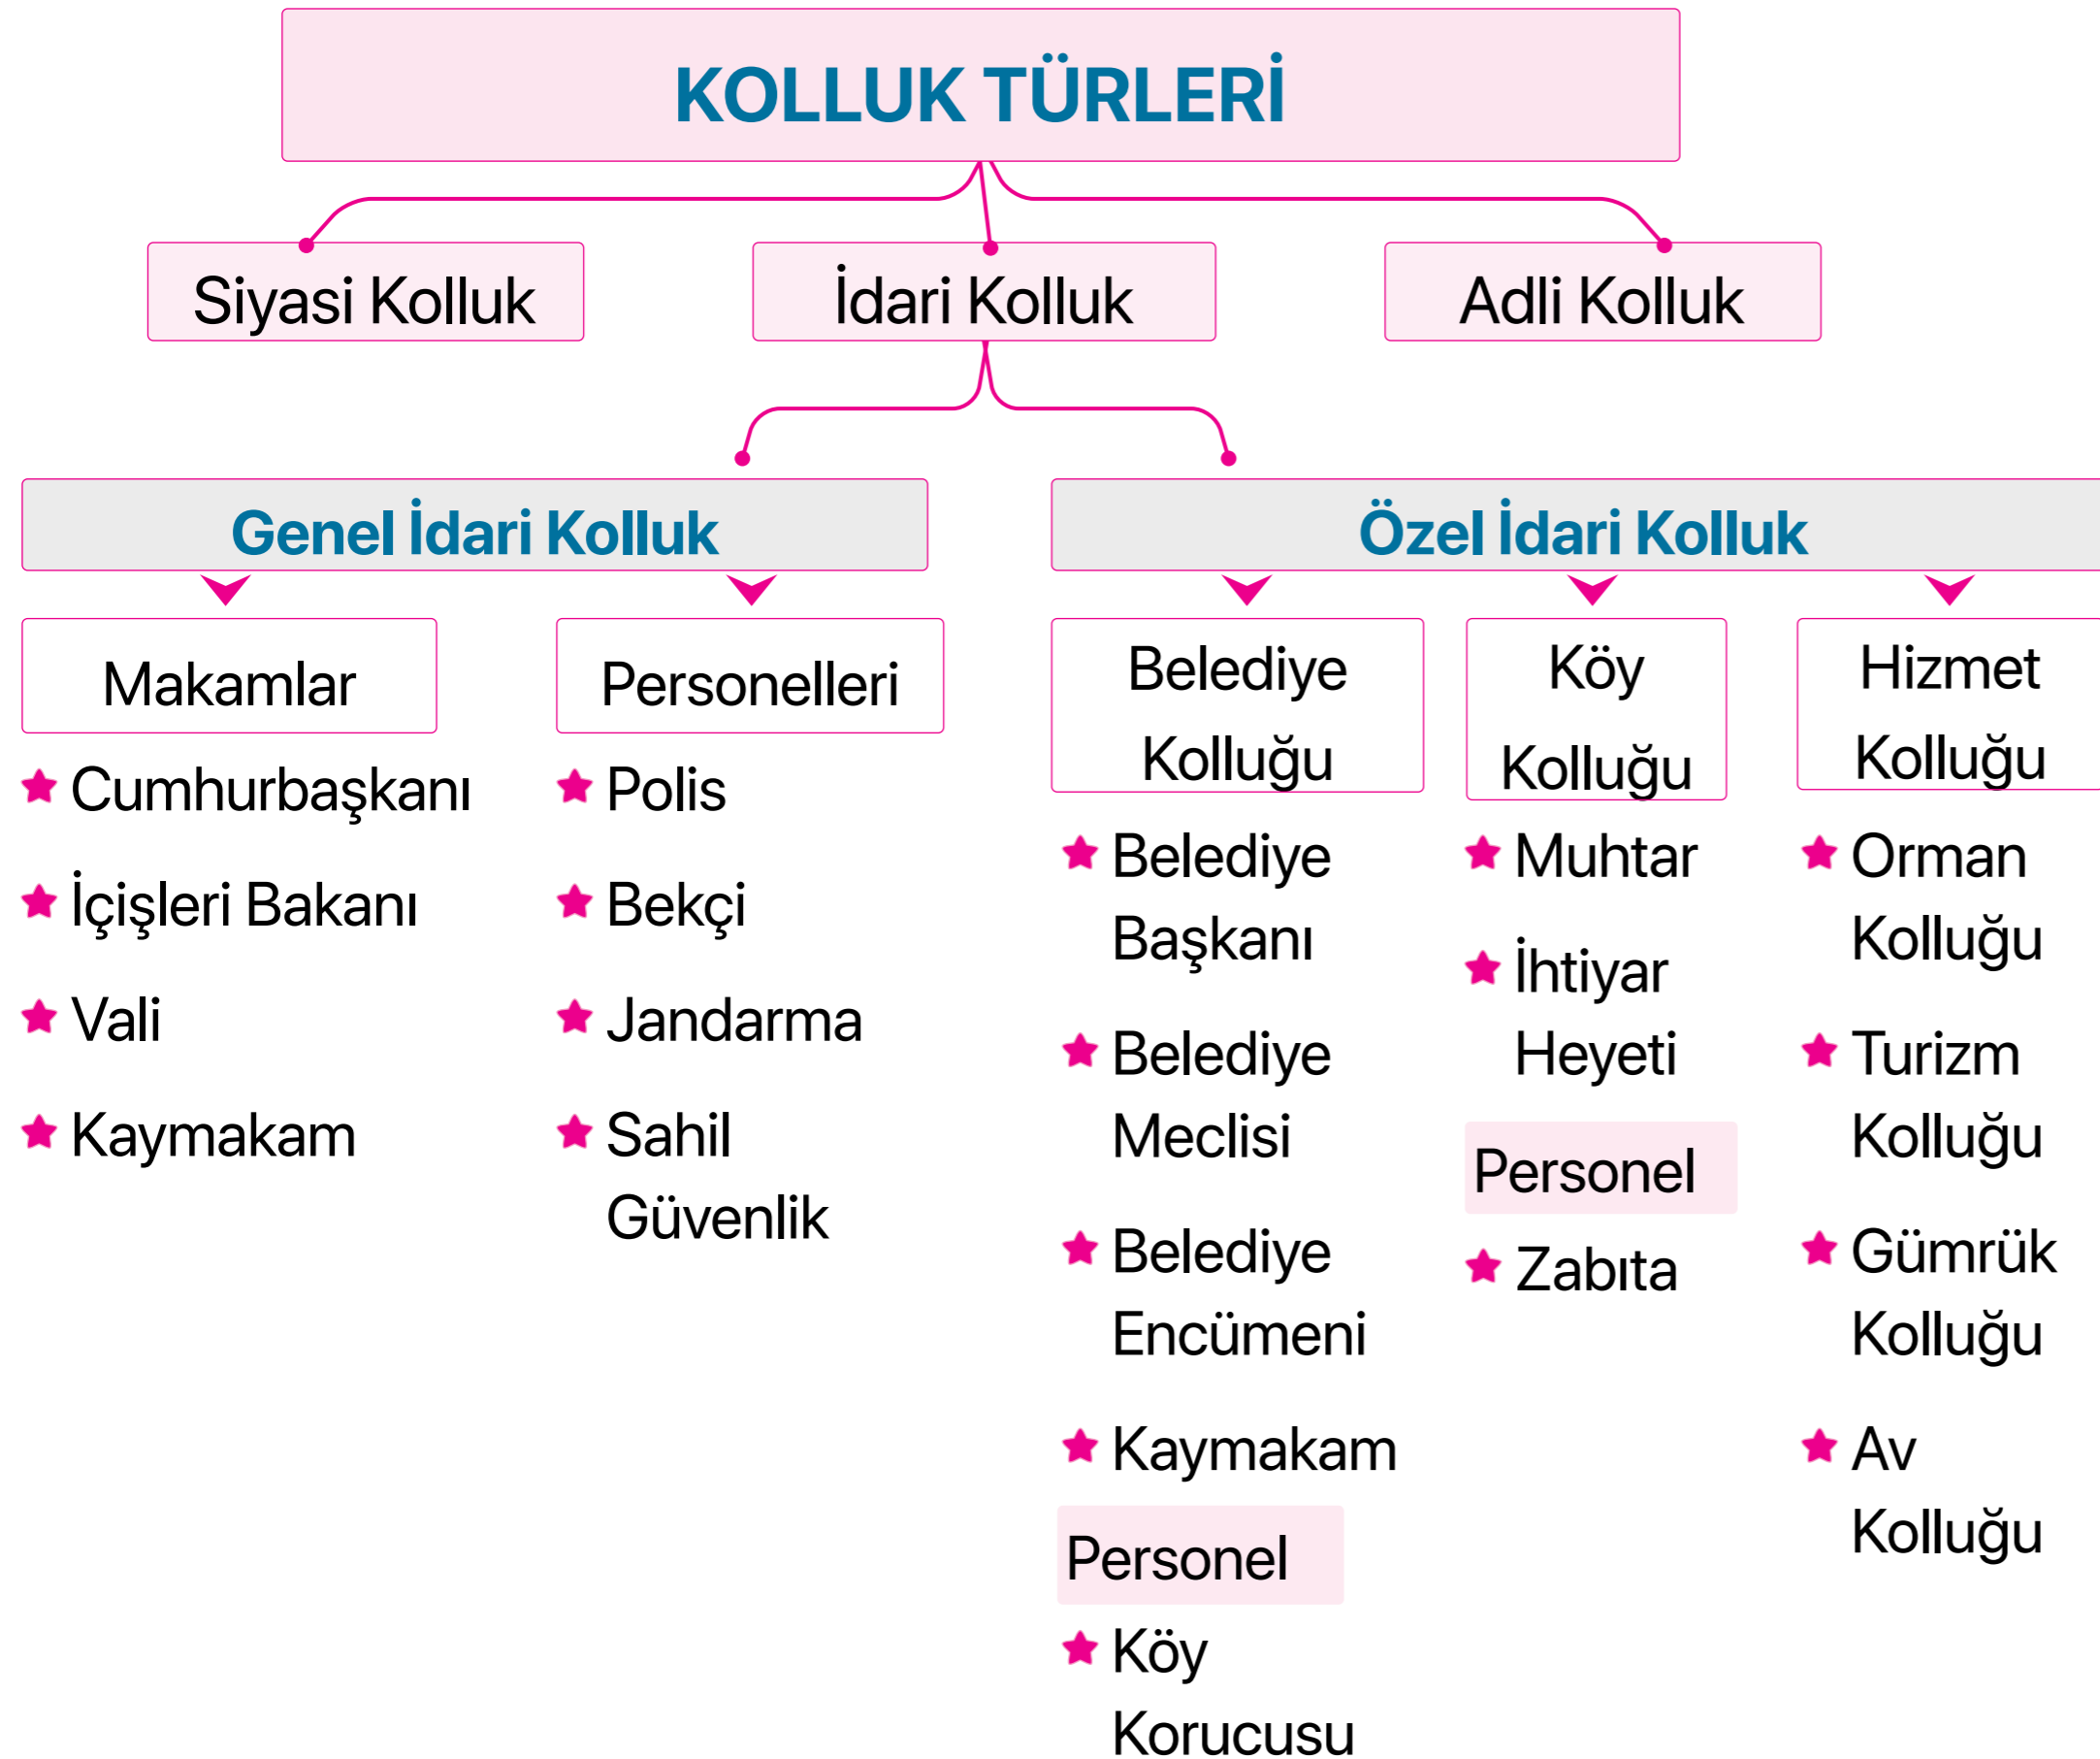 KOLLUK TÜRLERİ
Siyasi Kolluk
İdari Kolluk
Adli Kolluk
Genel İdari Kolluk
Makamlar
Cumhurbaşkanı
İçişleri Bakanı
Vali
Kaymakam
Personelleri
Polis
Bekçi
Jandarma
Sahil
Güvenlik
Özel İdari Kolluk
Belediye
Kolluğu
Belediye
Başkanı
Belediye
Meclisi
Belediye
Encümeni
Kaymakam
Personel
Köy
Korucusu
Köy
Kolluğu
Muhtar
İhtiyar
Heyeti
Personel
Zabıta
Hizmet
Kolluğu
Orman
Kolluğu
Turizm
Kolluğu
Gümrük
Kolluğu
Av
Kolluğu